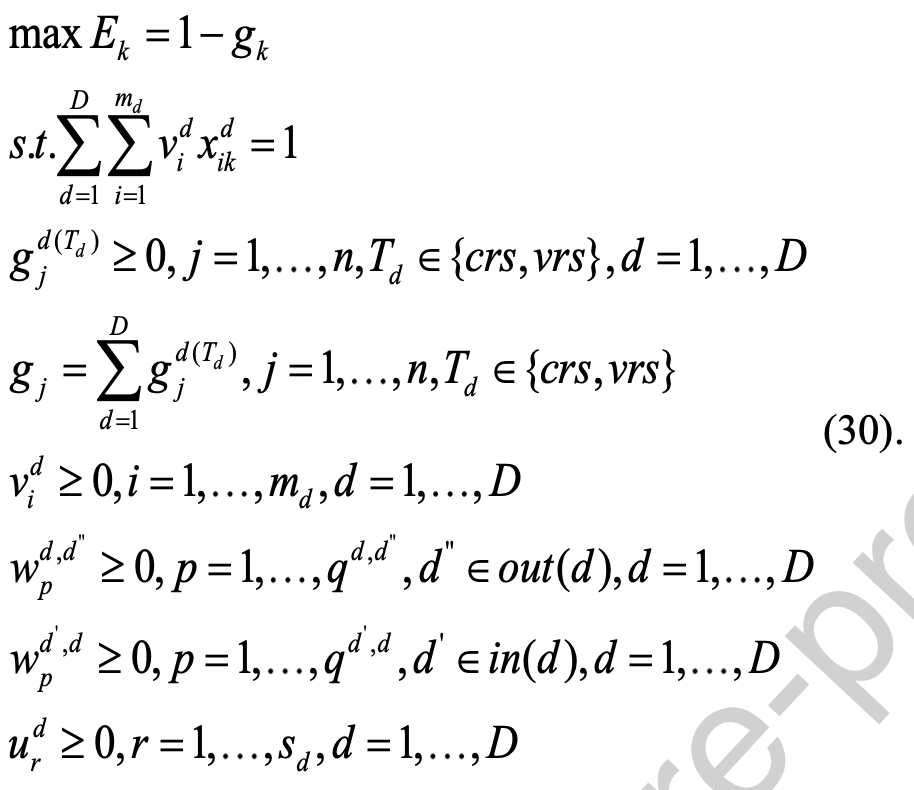 max E_k = 1 − g_k
s.t. ∑_{d=1}^{D} ∑_{i=1}^{m_d} v_i^d x_{ik}^d = 1
g_j^{d(T_d)} ≥ 0, j = 1,…,n, T_d ∈ {crs, vrs}, d = 1,…,D
g_j = ∑_{d=1}^{D} g_j^{d(T_d)}, j = 1,…,n, T_d ∈ {crs, vrs}
(30).
v_i^d ≥ 0, i = 1,…,m_d, d = 1,…,D
w_p^{d,d"} ≥ 0, p = 1,…,q^{d,d"}, d" ∈ out(d), d = 1,…,D
w_p^{d',d} ≥ 0, p = 1,…,q^{d',d}, d' ∈ in(d), d = 1,…,D
u_r^d ≥ 0, r = 1,…,s_d, d = 1,…,D
re-pr